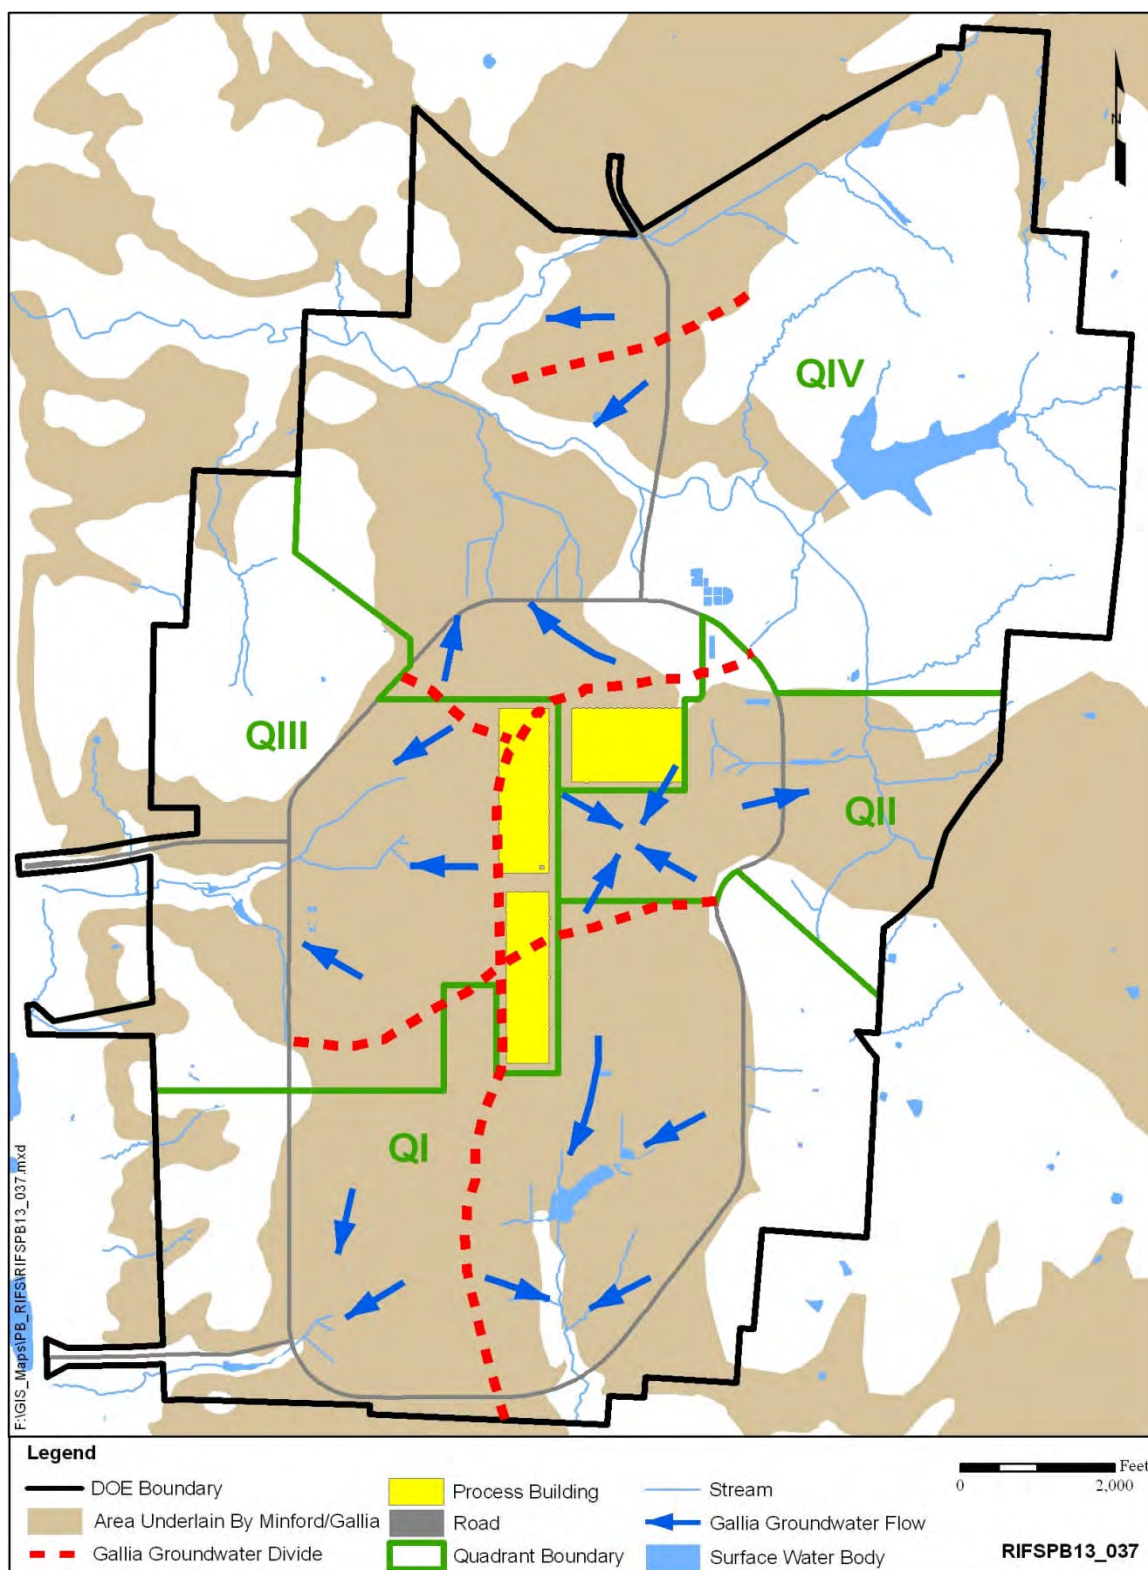 N
QIV
QIII
QII
QI
F:\GIS_Maps\PB_RIFS\RIFSPB13_037.mxd
Legend
DOE Boundary
Area Underlain By Minford/Gallia
Gallia Groundwater Divide
Process Building
Road
Quadrant Boundary
Stream
Gallia Groundwater Flow
Surface Water Body
Feet
0 2,000
RIFSPB13_037